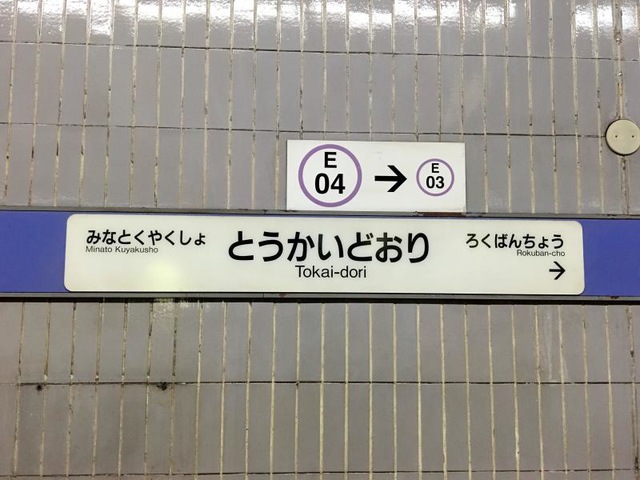 E
04 → E
03
みなとくやくしょ
Minato Kuyakusho
とうかいどおり
Tokai-dori
ろくばんちょう
Rokuban-cho
→